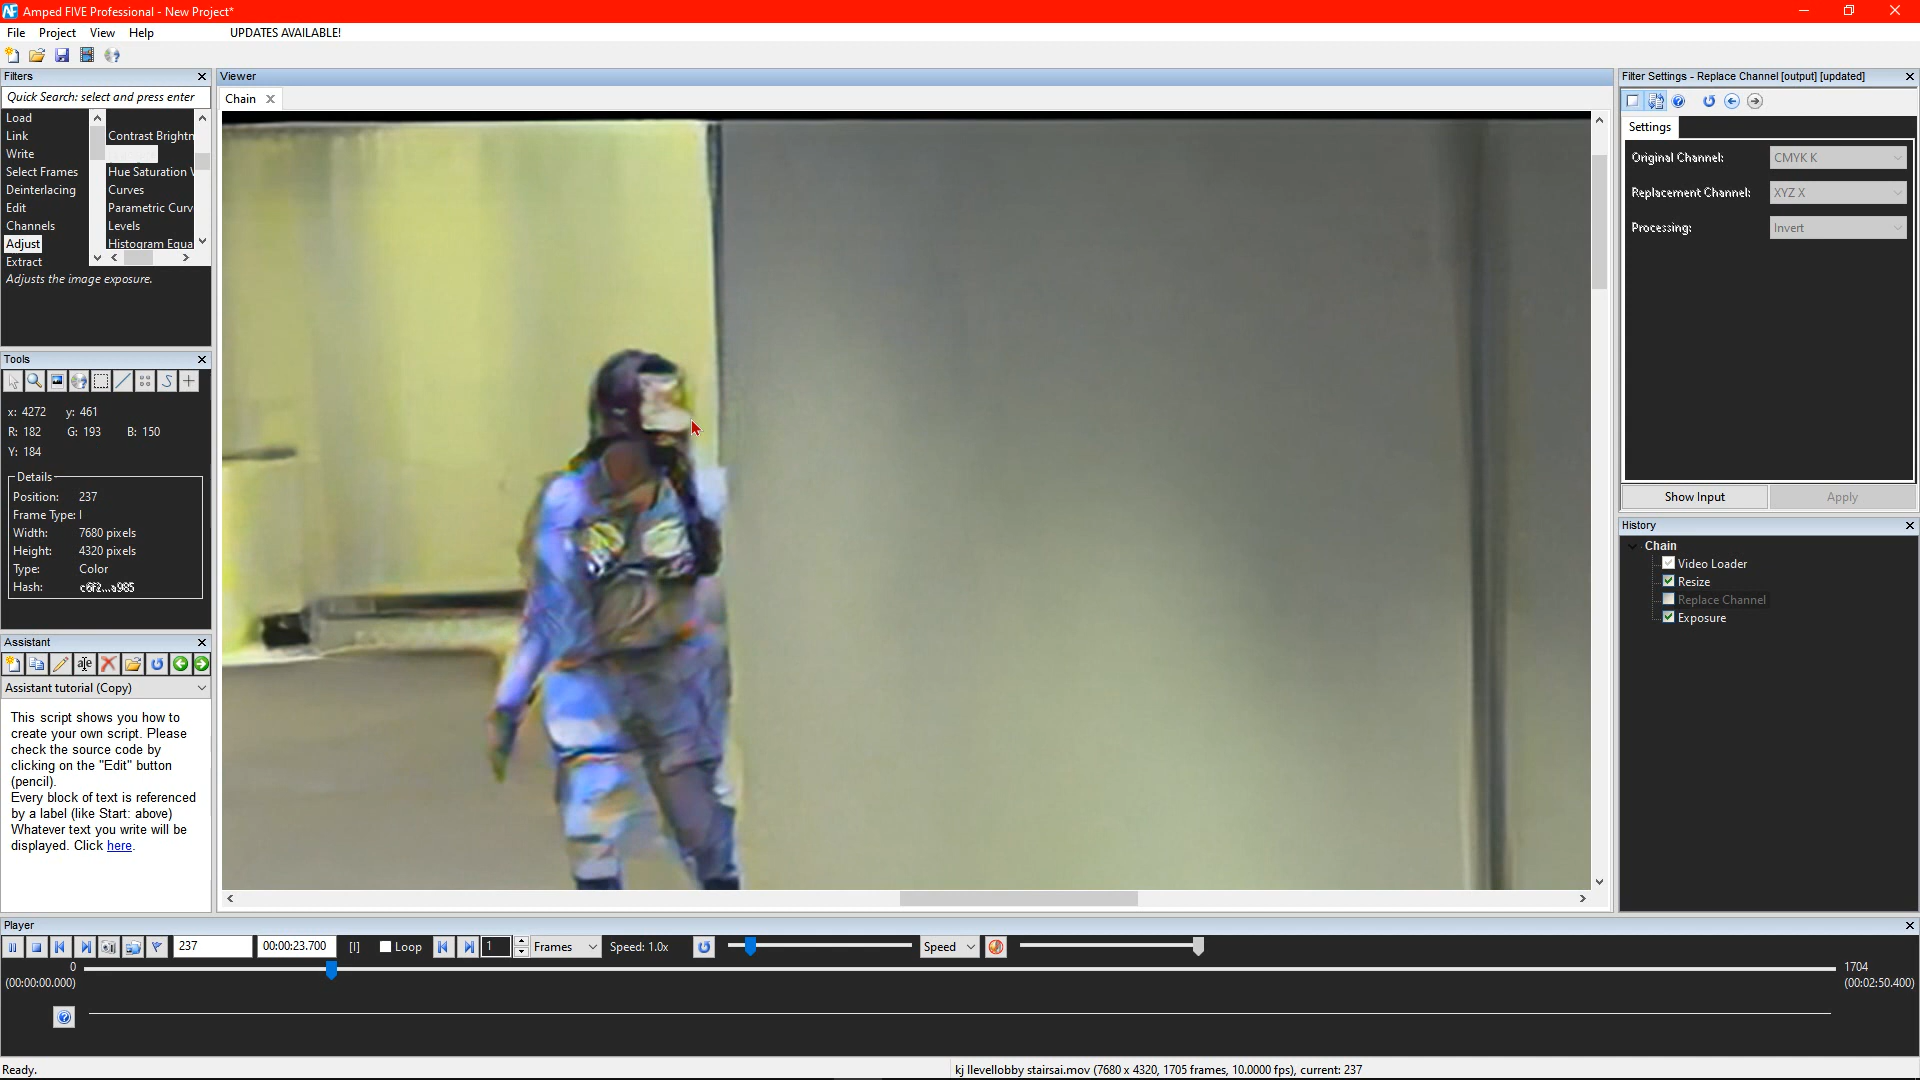 Amped FIVE Professional - New Project*
File Project View Help UPDATES AVAILABLE!
Filters
Quick Search: select and press enter
Load
Link
Write
Select Frames
Deinterlacing
Edit
Channels
Adjust
Extract
Contrast Brightn
Hue Saturation V
Curves
Parametric Curv
Levels
Histogram Equa
Adjusts the image exposure.
Tools
x: 4272 y: 461
R: 182 G: 193 B: 150
Y: 184
Details
Position: 237
Frame Type: I
Width: 7680 pixels
Height: 4320 pixels
Type: Color
Hash: c6f2...a985
Assistant
Assistant tutorial (Copy)
This script shows you how to
create your own script. Please
check the source code by
clicking on the "Edit" button
(pencil).
Every block of text is referenced
by a label (like Start: above)
Whatever text you write will be
displayed. Click here.
Viewer
Chain
Filter Settings - Replace Channel [output] [updated]
Settings
Original Channel: CMYK K
Replacement Channel: XYZ X
Processing: Invert
Show Input Apply
History
Chain
Video Loader
Resize
Replace Channel
Exposure
Player
237 00:00:23.700 [I] Loop 1 Frames Speed: 1.0x Speed
0 1704
(00:00:00.000) (00:02:50.400)
Ready. kj llevellobby stairsai.mov (7680 x 4320, 1705 frames, 10.0000 fps), current: 237